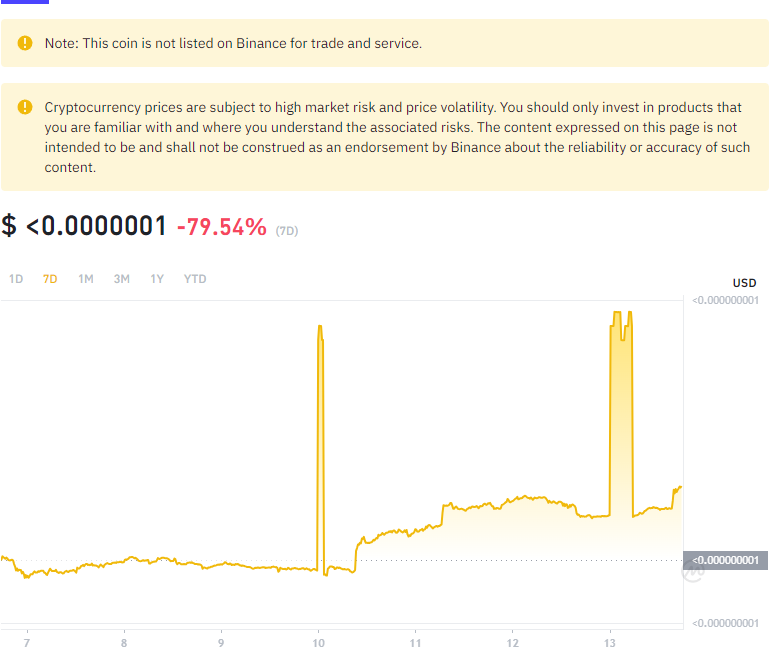 Note: This coin is not listed on Binance for trade and service.
Cryptocurrency prices are subject to high market risk and price volatility. You should only invest in products that
you are familiar with and where you understand the associated risks. The content expressed on this page is not
intended to be and shall not be construed as an endorsement by Binance about the reliability or accuracy of such
content.
$ <0.0000001 -79.54% (7D)
1D 7D 1M 3M 1Y YTD
USD
<0.000000001
<0.000000001
<0.000000001
7 8 9 10 11 12 13